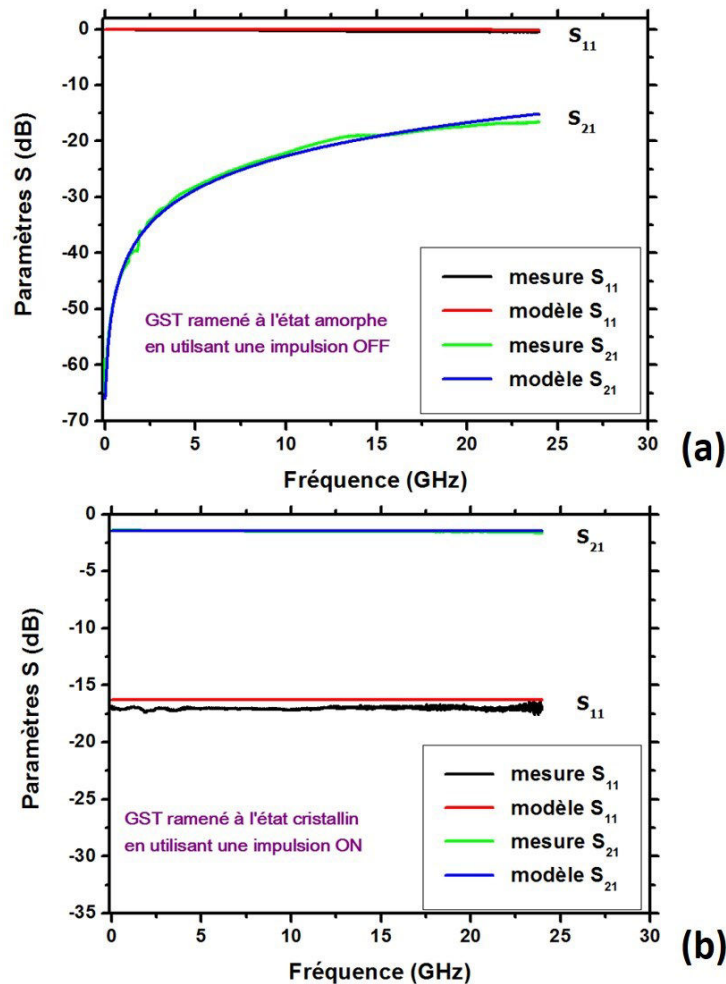 0
-10
-20
-30
-40
-50
-60
-70
Paramètres S (dB)
S11
S21
mesure S11
modèle S11
mesure S21
modèle S21
GST ramené à l'état amorphe
en utilsant une impulsion OFF
0 5 10 15 20 25 30
Fréquence (GHz)
(a)
0
-5
-10
-15
-20
-25
-30
-35
Paramètres S (dB)
S21
S11
mesure S11
modèle S11
mesure S21
modèle S21
GST ramené à l'état cristallin
en utilisant une impulsion ON
0 5 10 15 20 25 30
Fréquence (GHz)
(b)